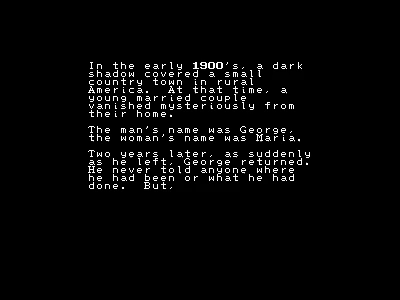 In the early 1900's, a dark
shadow covered a small
country town in rural
America.  At that time, a
young married couple
vanished mysteriously from
their home.
The man's name was George,
the woman's name was Maria.
Two years later, as suddenly
as he left, George returned.
He never told anyone where
he had been or what he had
done.  But,